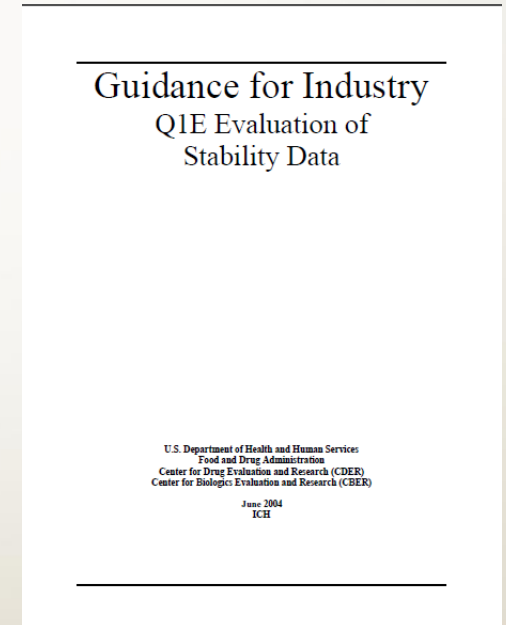 Guidance for Industry
Q1E Evaluation of
Stability Data
U.S. Department of Health and Human Services
Food and Drug Administration
Center for Drug Evaluation and Research (CDER)
Center for Biologics Evaluation and Research (CBER)
June 2004
ICH